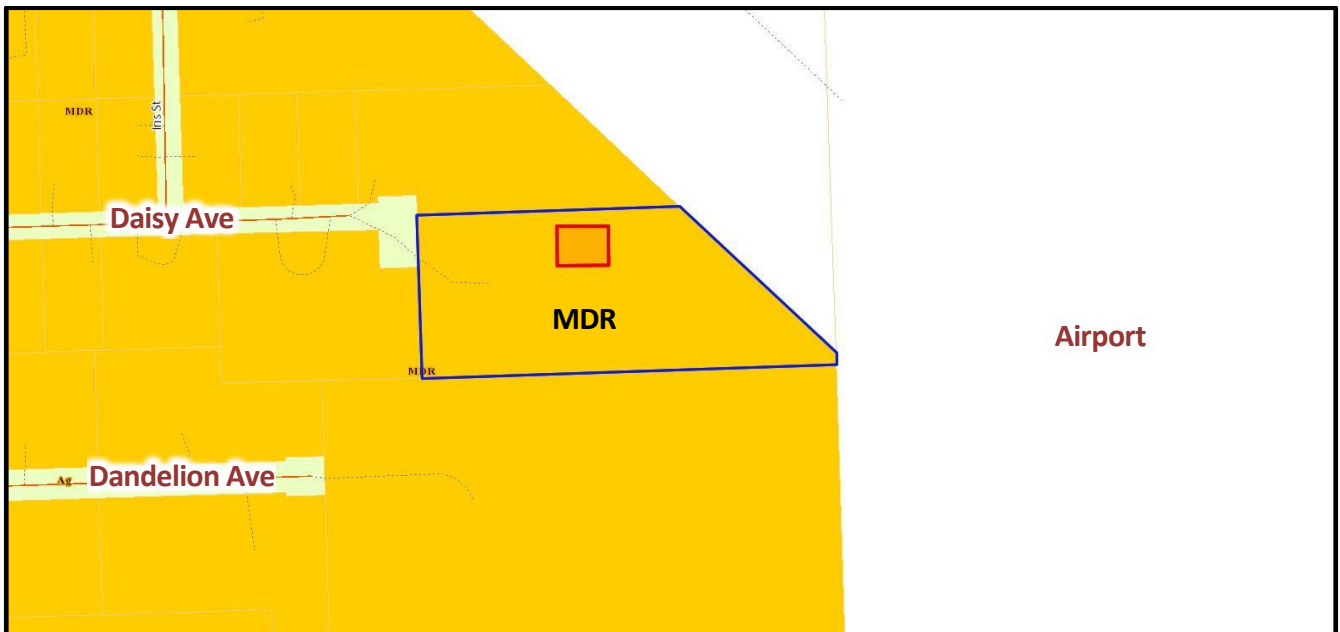 MDR
Iris St
Daisy Ave
MDR
Airport
MDR
Ag
Dandelion Ave